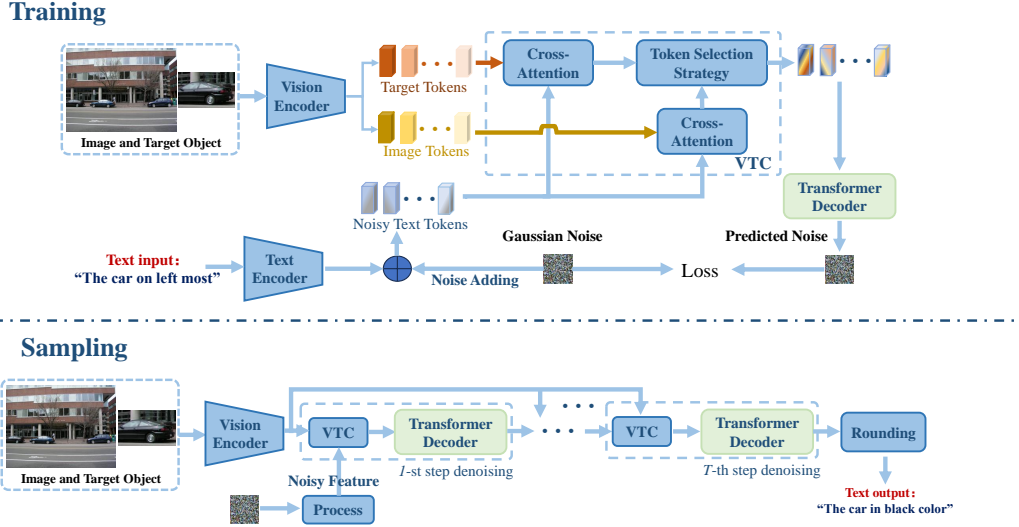 Training
Vision
Encoder
Image and Target Object
Target Tokens
Image Tokens
Cross-
Attention
Token Selection
Strategy
Cross-
Attention
VTC
Noisy Text Tokens
Transformer
Decoder
Text input:
“The car on left most”
Text
Encoder
Noise Adding
Gaussian Noise
Loss
Predicted Noise
Sampling
Image and Target Object
Vision
Encoder
VTC
Transformer
Decoder
1-st step denoising
Noisy Feature
Process
VTC
Transformer
Decoder
T-th step denoising
Rounding
Text output:
“The car in black color”